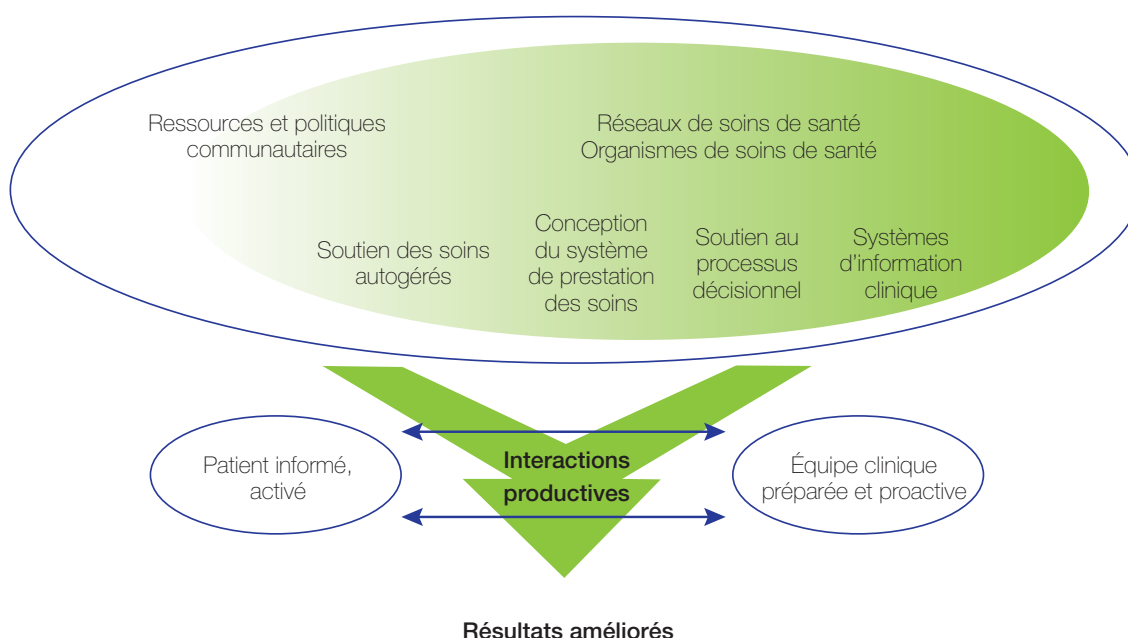 Ressources et politiques
communautaires
Réseaux de soins de santé
Organismes de soins de santé
Soutien des soins
autogérés
Conception
du système
de prestation
des soins
Soutien au
processus
décisionnel
Systèmes
d'information
clinique
Patient informé,
activé
Interactions
productives
Équipe clinique
préparée et proactive
Résultats améliorés